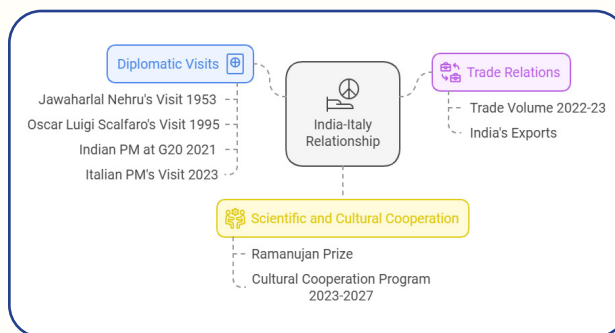 Diplomatic Visits
Jawaharlal Nehru's Visit 1953
Oscar Luigi Scalfaro's Visit 1995
Indian PM at G20 2021
Italian PM's Visit 2023
India-Italy
Relationship
Trade Relations
Trade Volume 2022-23
India's Exports
Scientific and Cultural Cooperation
Ramanujan Prize
Cultural Cooperation Program
2023-2027